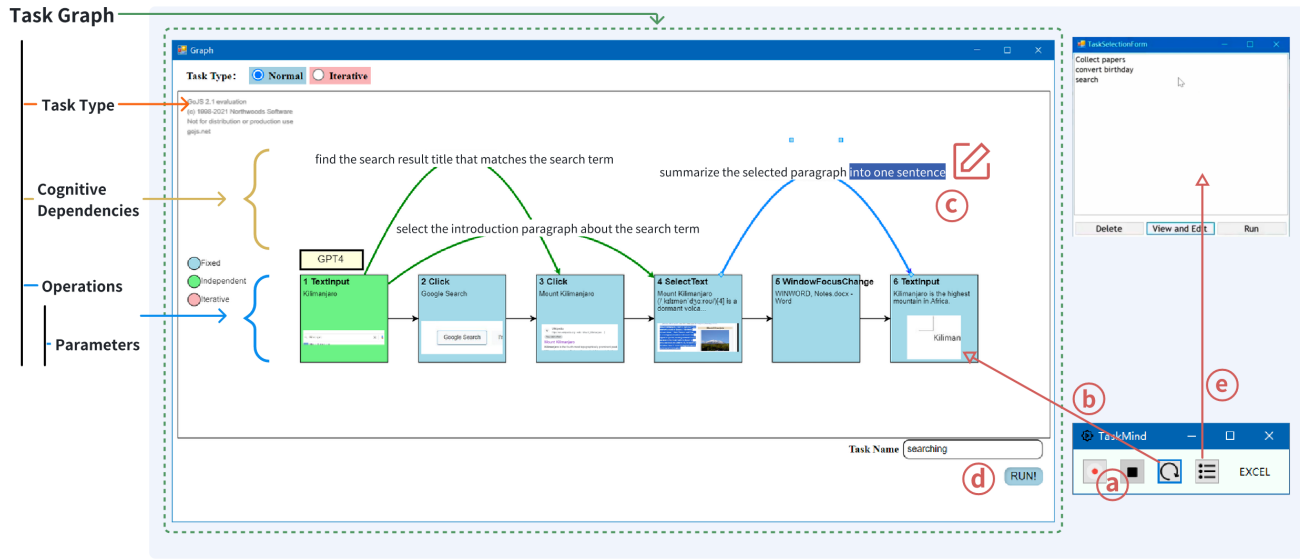 Task Graph
Graph
TaskSelectionForm
Task Type: Normal Iterative
Collect papers
convert birthday
search
Task Type
GoJS 2.1 evaluation
(c) 1998-2021 Northwoods Software
Not for distribution or production use
gojs.net
find the search result title that matches the search term
summarize the selected paragraph into one sentence
c
Cognitive
Dependencies
select the introduction paragraph about the search term
Delete
View and Edit
Run
GPT4
Fixed
Independent
Iterative
Operations
Parameters
1 TextInput
Kilimanjaro
2 Click
Google Search
Google Search
3 Click
Mount Kilimanjaro
Mount Kilimanjaro
4 SelectText
Mount Kilimanjaro
dormant volca...
5 WindowFocusChange
WINWORD, Notes.docx -
Word
6 TextInput
Kilimanjaro is the highest
mountain in Africa.
Kiliman
b
e
TaskMind
Task Name searching
d
RUN!
a
EXCEL